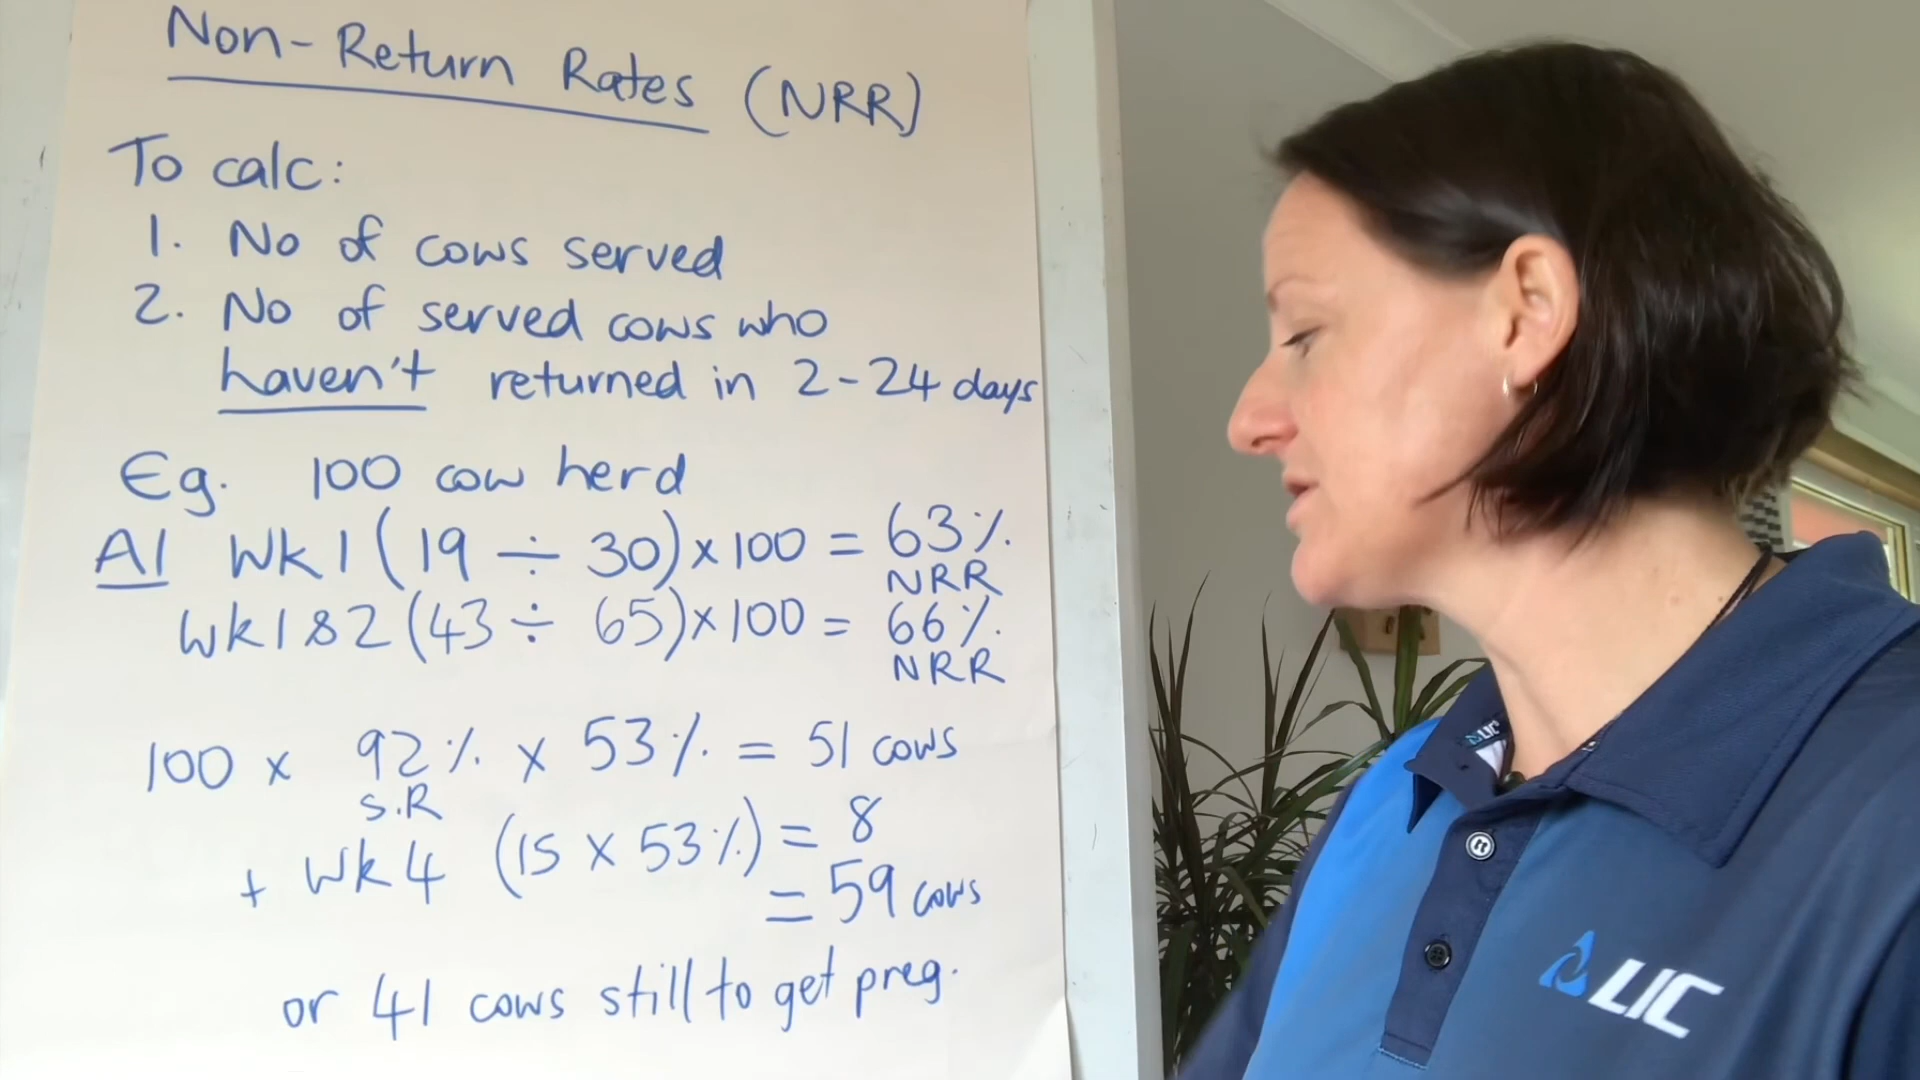 Non-Return Rates (NRR)
To calc:
1. No of cows served
2. No of served cows who
haven't returned in 2-24 days
Eg. 100 cow herd
AI Wk1 (19 ÷ 30) x 100 = 63%
NRR
Wk1&2 (43 ÷ 65) x 100 = 66%
NRR
100 x 92% x 53% = 51 cows
S.R
+ Wk 4 (15 x 53%) = 8
= 59 cows
or 41 cows still to get preg.
LIC
LIC